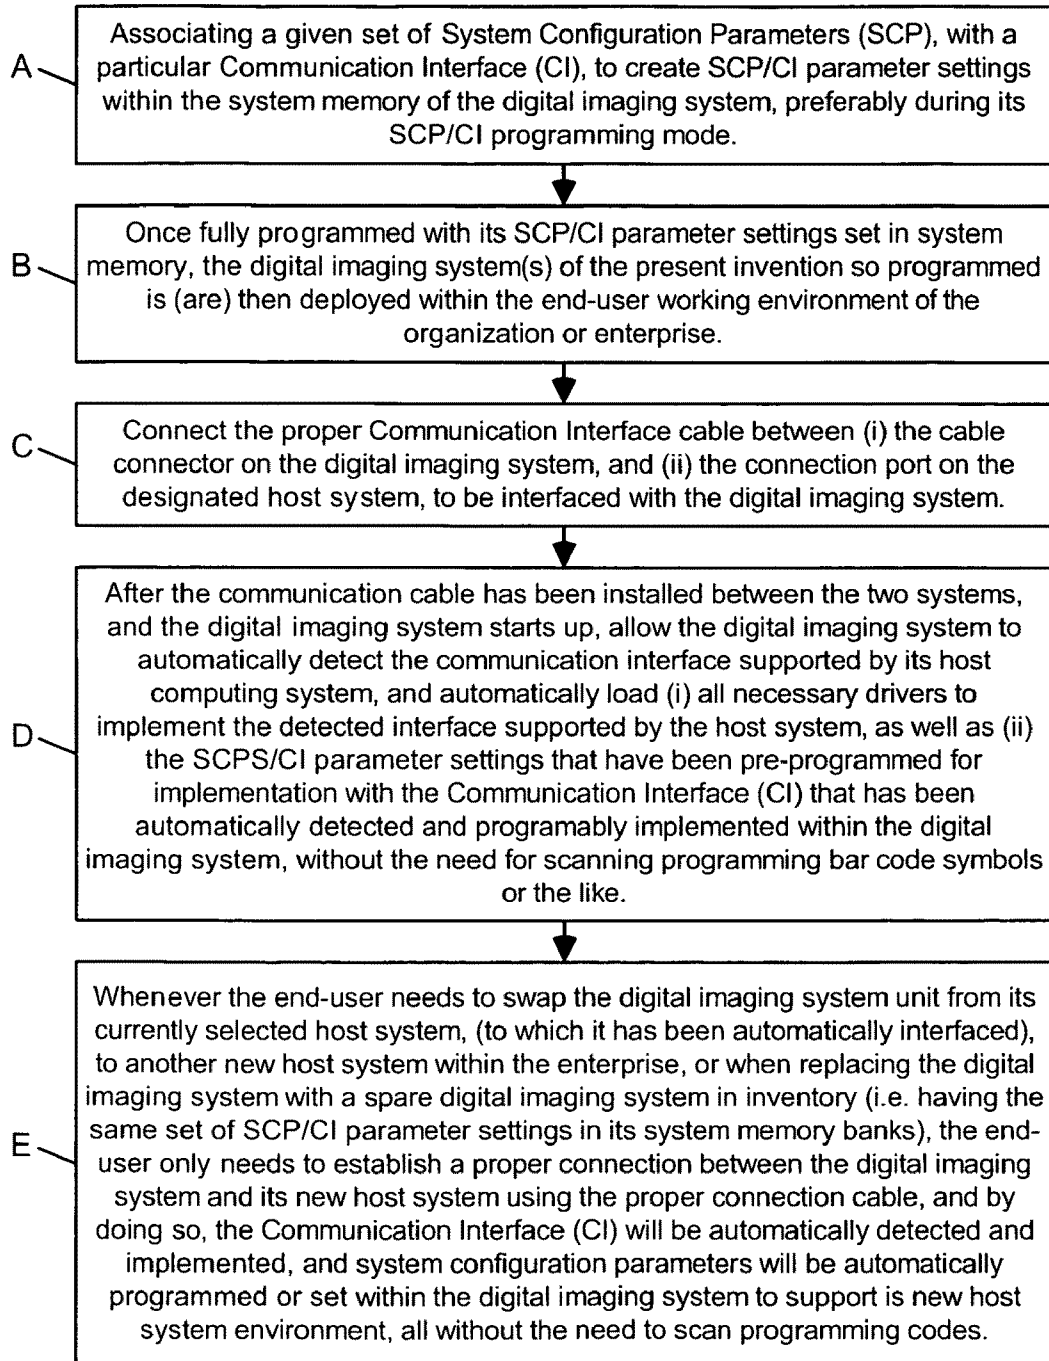 A
Associating a given set of System Configuration Parameters (SCP), with a
particular Communication Interface (CI), to create SCP/CI parameter settings
within the system memory of the digital imaging system, preferably during its
SCP/CI programming mode.
B
Once fully programmed with its SCP/CI parameter settings set in system
memory, the digital imaging system(s) of the present invention so programmed
is (are) then deployed within the end-user working environment of the
organization or enterprise.
C
Connect the proper Communication Interface cable between (i) the cable
connector on the digital imaging system, and (ii) the connection port on the
designated host system, to be interfaced with the digital imaging system.
D
After the communication cable has been installed between the two systems,
and the digital imaging system starts up, allow the digital imaging system to
automatically detect the communication interface supported by its host
computing system, and automatically load (i) all necessary drivers to
implement the detected interface supported by the host system, as well as (ii)
the SCPS/CI parameter settings that have been pre-programmed for
implementation with the Communication Interface (CI) that has been
automatically detected and programably implemented within the digital
imaging system, without the need for scanning programming bar code symbols
or the like.
E
Whenever the end-user needs to swap the digital imaging system unit from its
currently selected host system, (to which it has been automatically interfaced),
to another new host system within the enterprise, or when replacing the digital
imaging system with a spare digital imaging system in inventory (i.e. having the
same set of SCP/CI parameter settings in its system memory banks), the end-
user only needs to establish a proper connection between the digital imaging
system and its new host system using the proper connection cable, and by
doing so, the Communication Interface (CI) will be automatically detected and
implemented, and system configuration parameters will be automatically
programmed or set within the digital imaging system to support is new host
system environment, all without the need to scan programming codes.